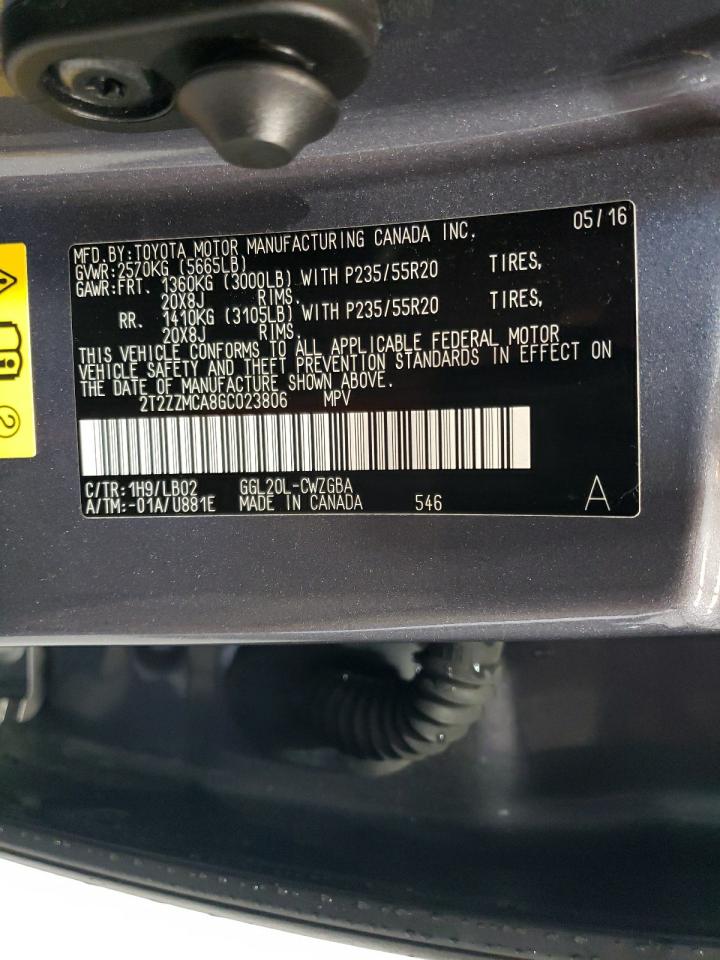 05/16
MFD.BY:TOYOTA MOTOR MANUFACTURING CANADA INC.
GVWR:2570KG (5665LB)
GAWR:FRT. 1360KG (3000LB) WITH P235/55R20 TIRES,
20X8J RIMS.
RR. 1410KG (3105LB) WITH P235/55R20 TIRES,
20X8J RIMS.
THIS VEHICLE CONFORMS TO ALL APPLICABLE FEDERAL MOTOR
VEHICLE SAFETY AND THEFT PREVENTION STANDARDS IN EFFECT ON
THE DATE OF MANUFACTURE SHOWN ABOVE.
2T2ZZMCA8GC023806 MPV
C/TR:1H9/LB02 GGL20L-CWZGBA
A/TM:-01A/U881E MADE IN CANADA 546 A
2